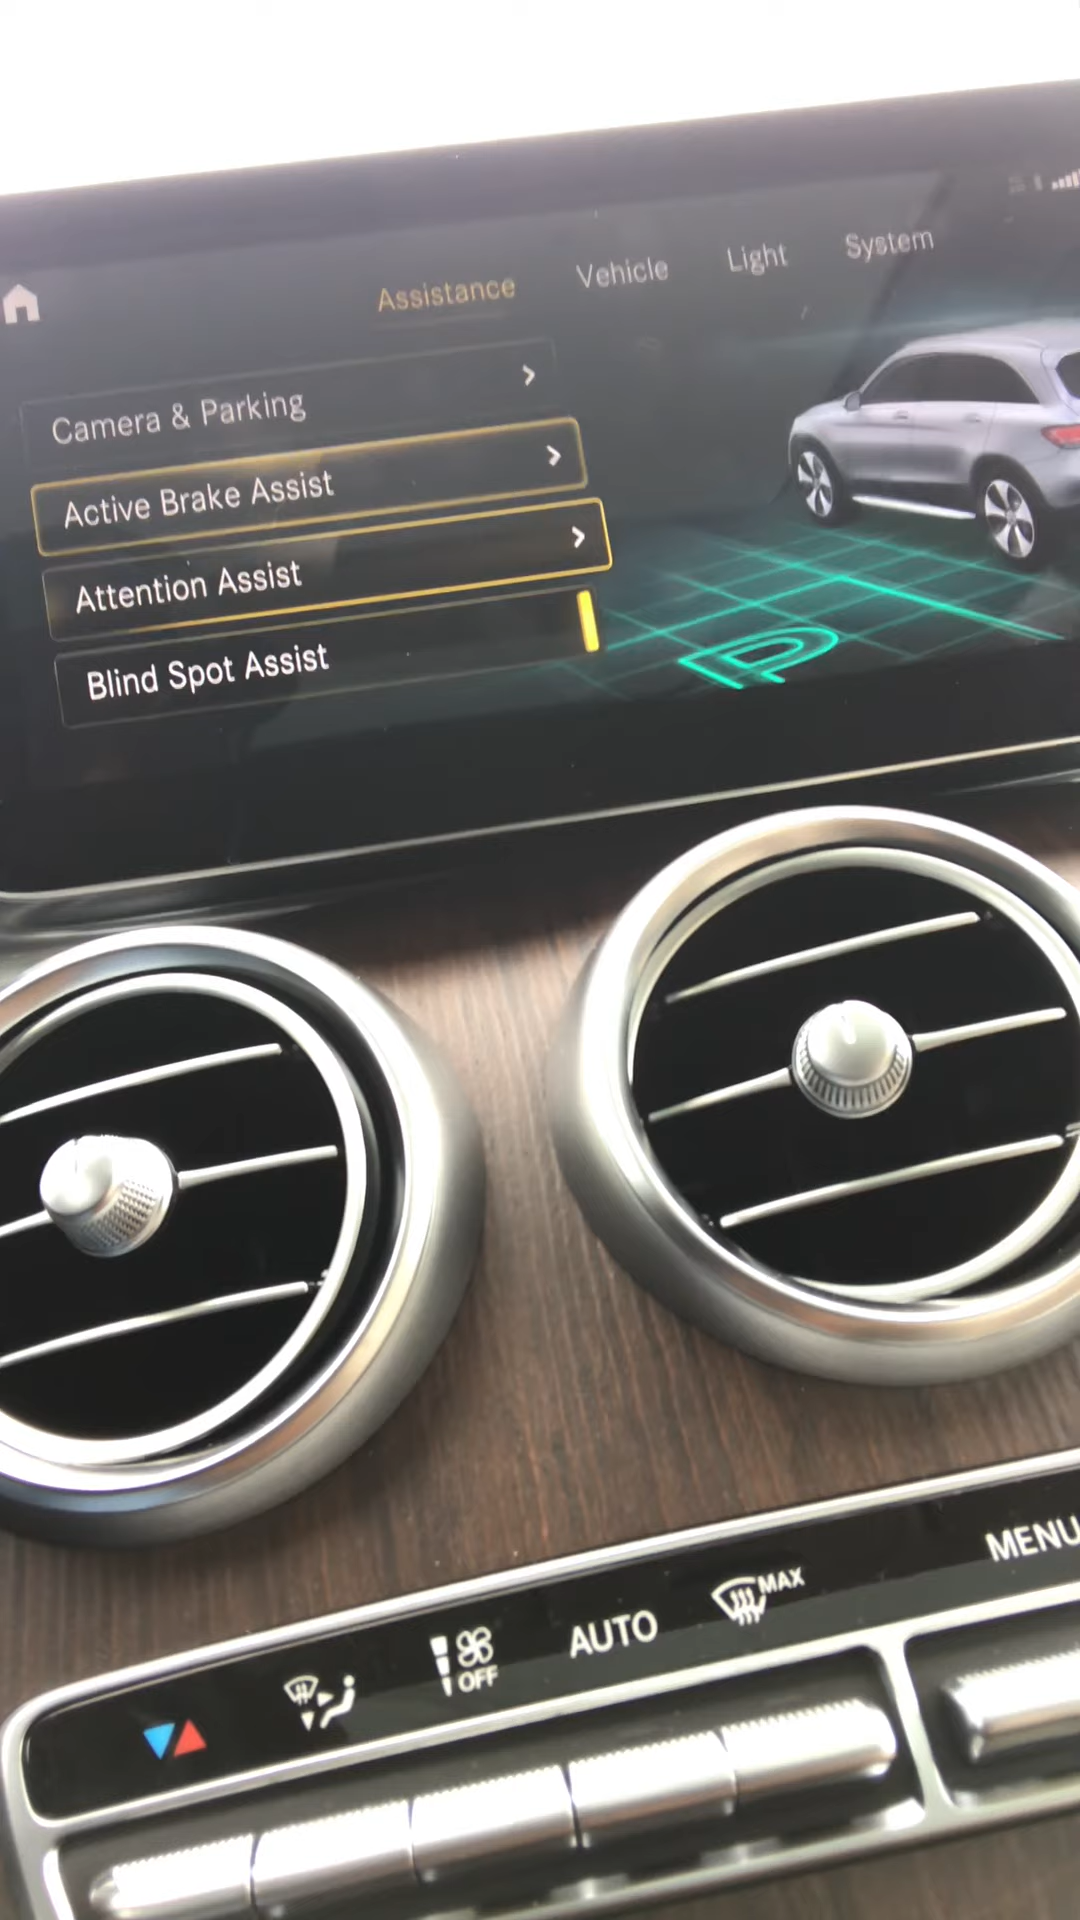 Assistance Vehicle Light System
Camera & Parking
Active Brake Assist
Attention Assist
Blind Spot Assist
P
OFF AUTO MAX MENU